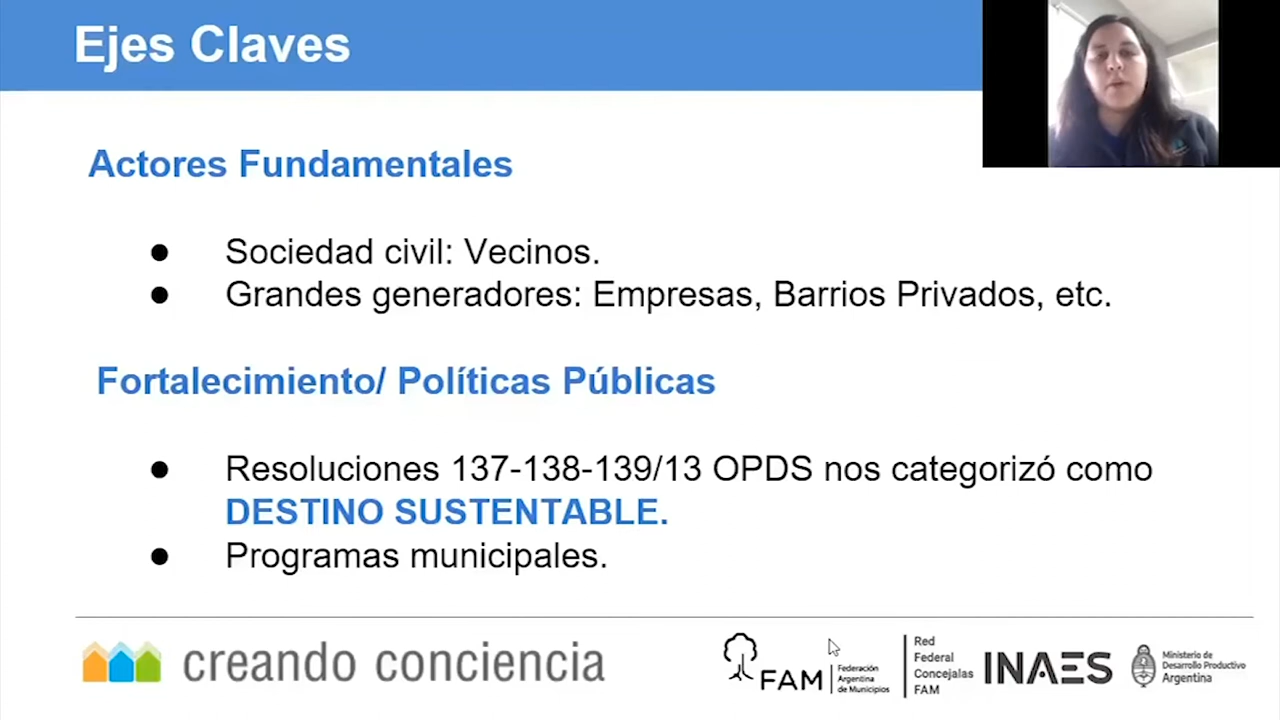 Ejes Claves
Actores Fundamentales
● Sociedad civil: Vecinos.
● Grandes generadores: Empresas, Barrios Privados, etc.
Fortalecimiento/ Políticas Públicas
● Resoluciones 137-138-139/13 OPDS nos categorizó como
DESTINO SUSTENTABLE.
● Programas municipales.
creando conciencia
FAM
Federación
Argentina
de Municipios
Red
Federal
Concejalas
FAM
INAES
Ministerio de
Desarrollo Productivo
Argentina